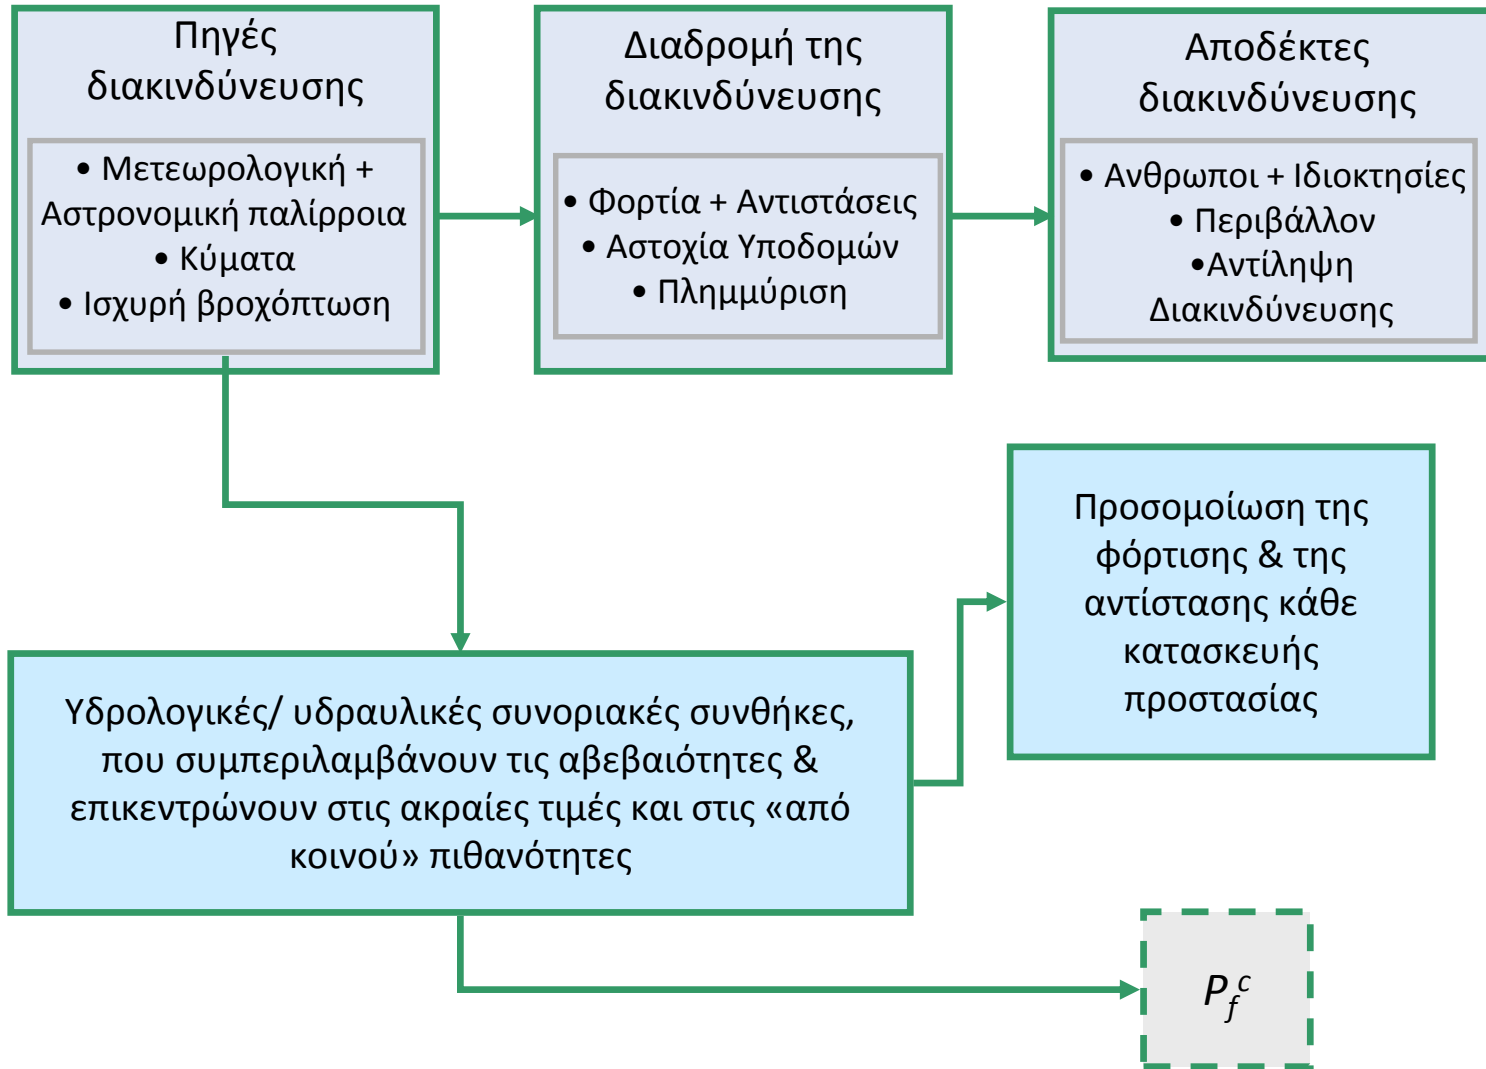 Πηγές
διακινδύνευσης
• Μετεωρολογική +
Αστρονομική παλίρροια
• Κύματα
• Ισχυρή βροχόπτωση
Διαδρομή της
διακινδύνευσης
• Φορτία + Αντιστάσεις
• Αστοχία Υποδομών
• Πλημμύριση
Αποδέκτες
διακινδύνευσης
• Ανθρωποι + Ιδιοκτησίες
• Περιβάλλον
•Αντίληψη
Διακινδύνευσης
Προσομοίωση της
φόρτισης & της
αντίστασης κάθε
κατασκευής
προστασίας
Υδρολογικές/ υδραυλικές συνοριακές συνθήκες,
που συμπεριλαμβάνουν τις αβεβαιότητες &
επικεντρώνουν στις ακραίες τιμές και στις «από
κοινού» πιθανότητες
P_f^c